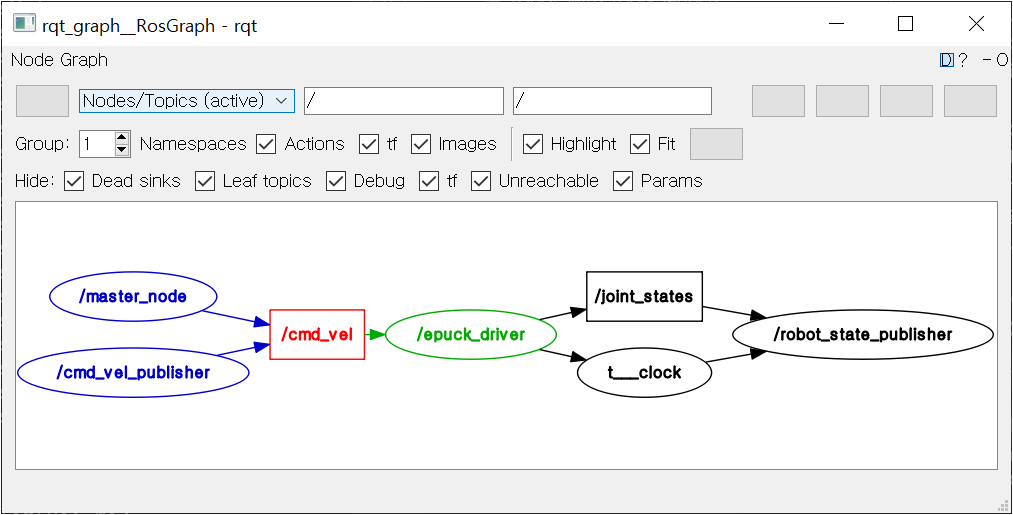 rqt_graph__RosGraph - rqt
Node Graph
D? - O
Nodes/Topics (active) / /
Group: 1 Namespaces Actions tf Images Highlight Fit
Hide: Dead sinks Leaf topics Debug tf Unreachable Params
/master_node
/cmd_vel_publisher
/cmd_vel
/epuck_driver
/joint_states
t___clock
/robot_state_publisher